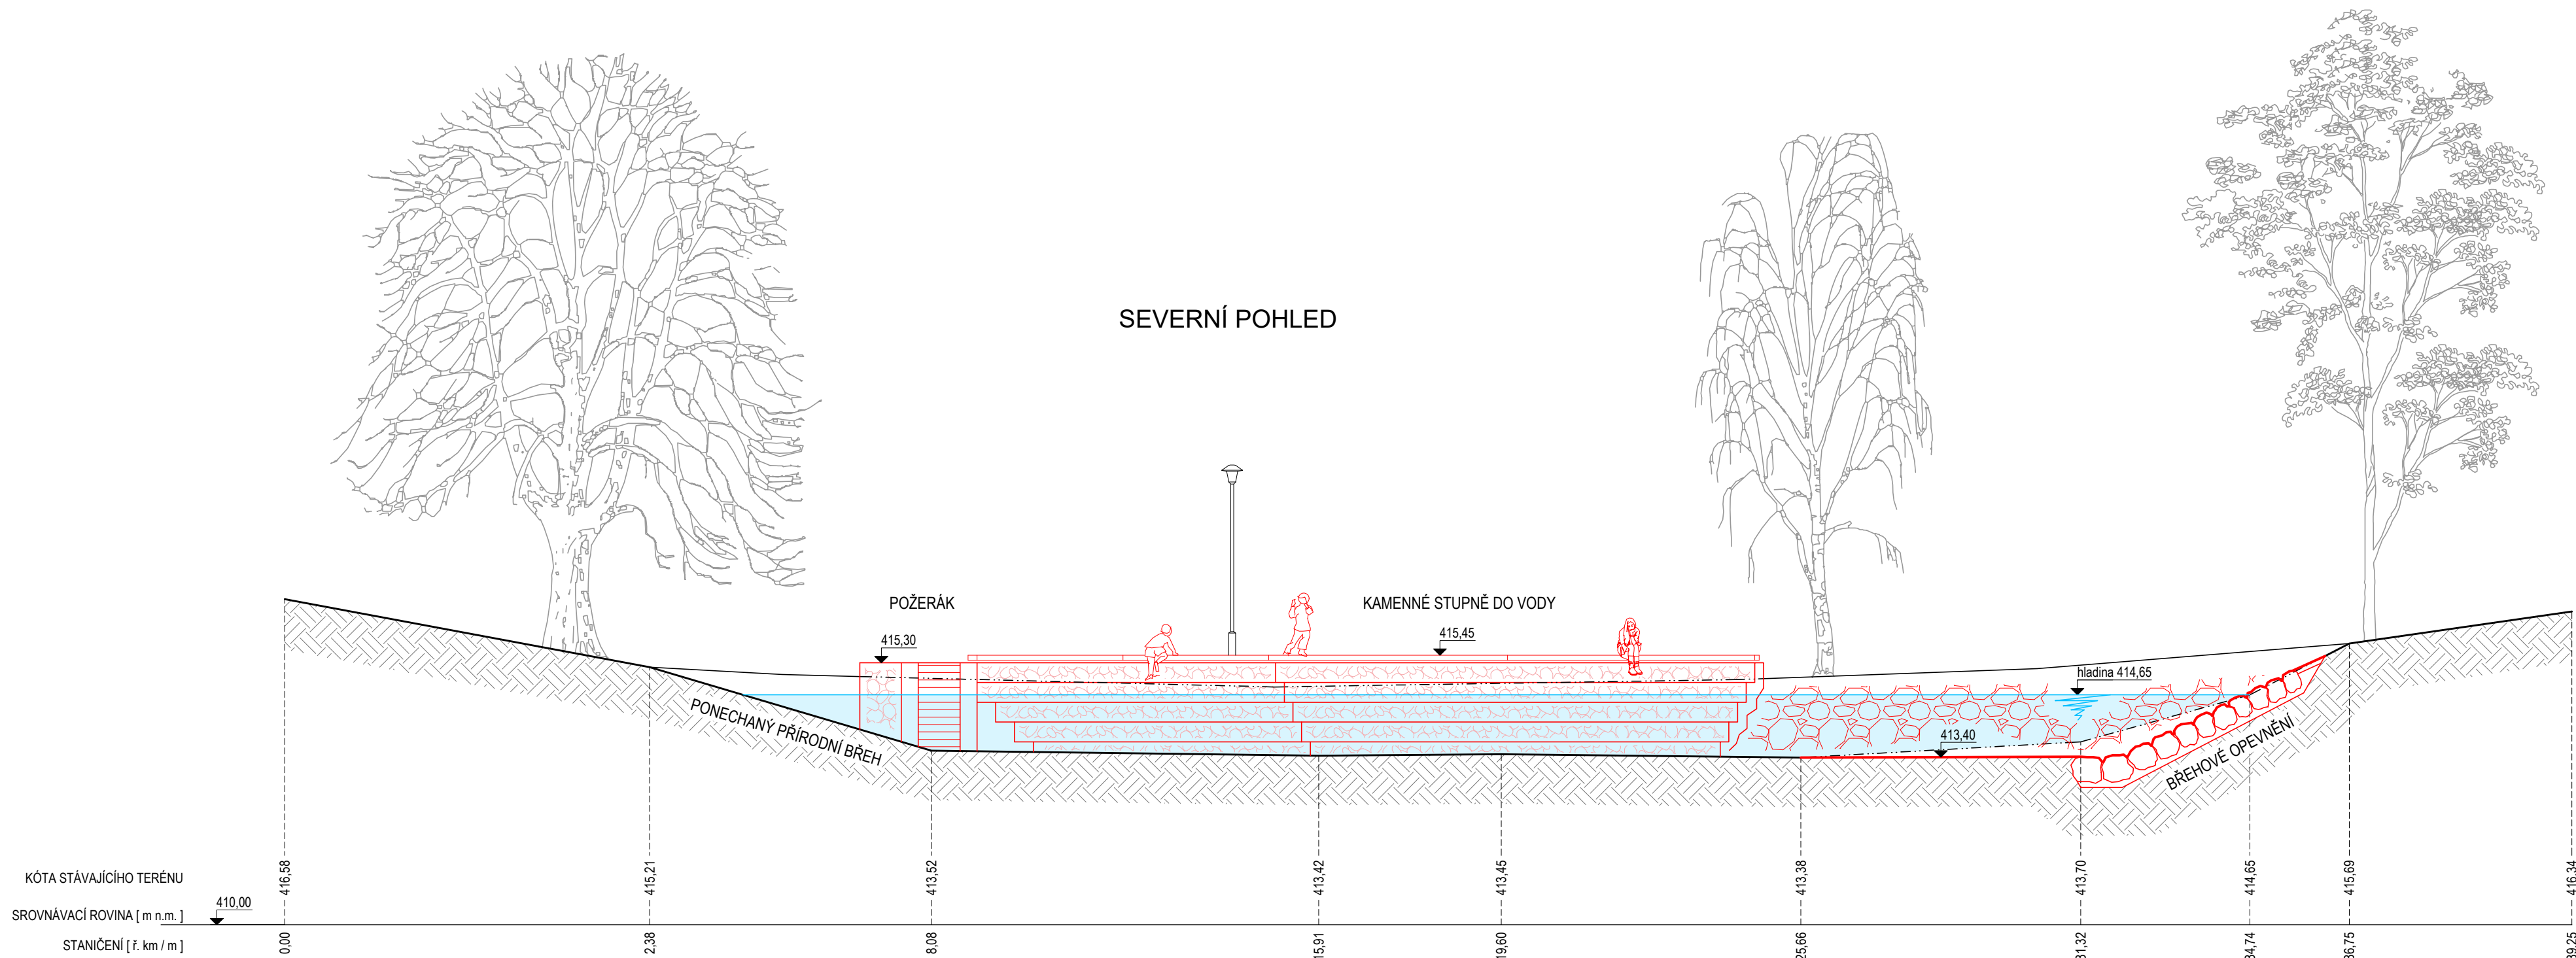 SEVERNÍ POHLED
POŽERÁK
KAMENNÉ STUPNĚ DO VODY
415,30
415,45
hladina 414,65
413,40
PONECHANÝ PŘÍRODNÍ BŘEH
BŘEHOVÉ OPEVNĚNÍ
KÓTA STÁVAJÍCÍHO TERÉNU
416,58
415,21
413,52
413,42
413,45
413,38
413,70
414,65
415,69
416,34
SROVNÁVACÍ ROVINA [ m n.m. ]
410,00
STANIČENÍ [ ř. km / m ]
0,00
2,38
8,08
15,91
19,60
25,66
31,32
34,74
36,75
39,25